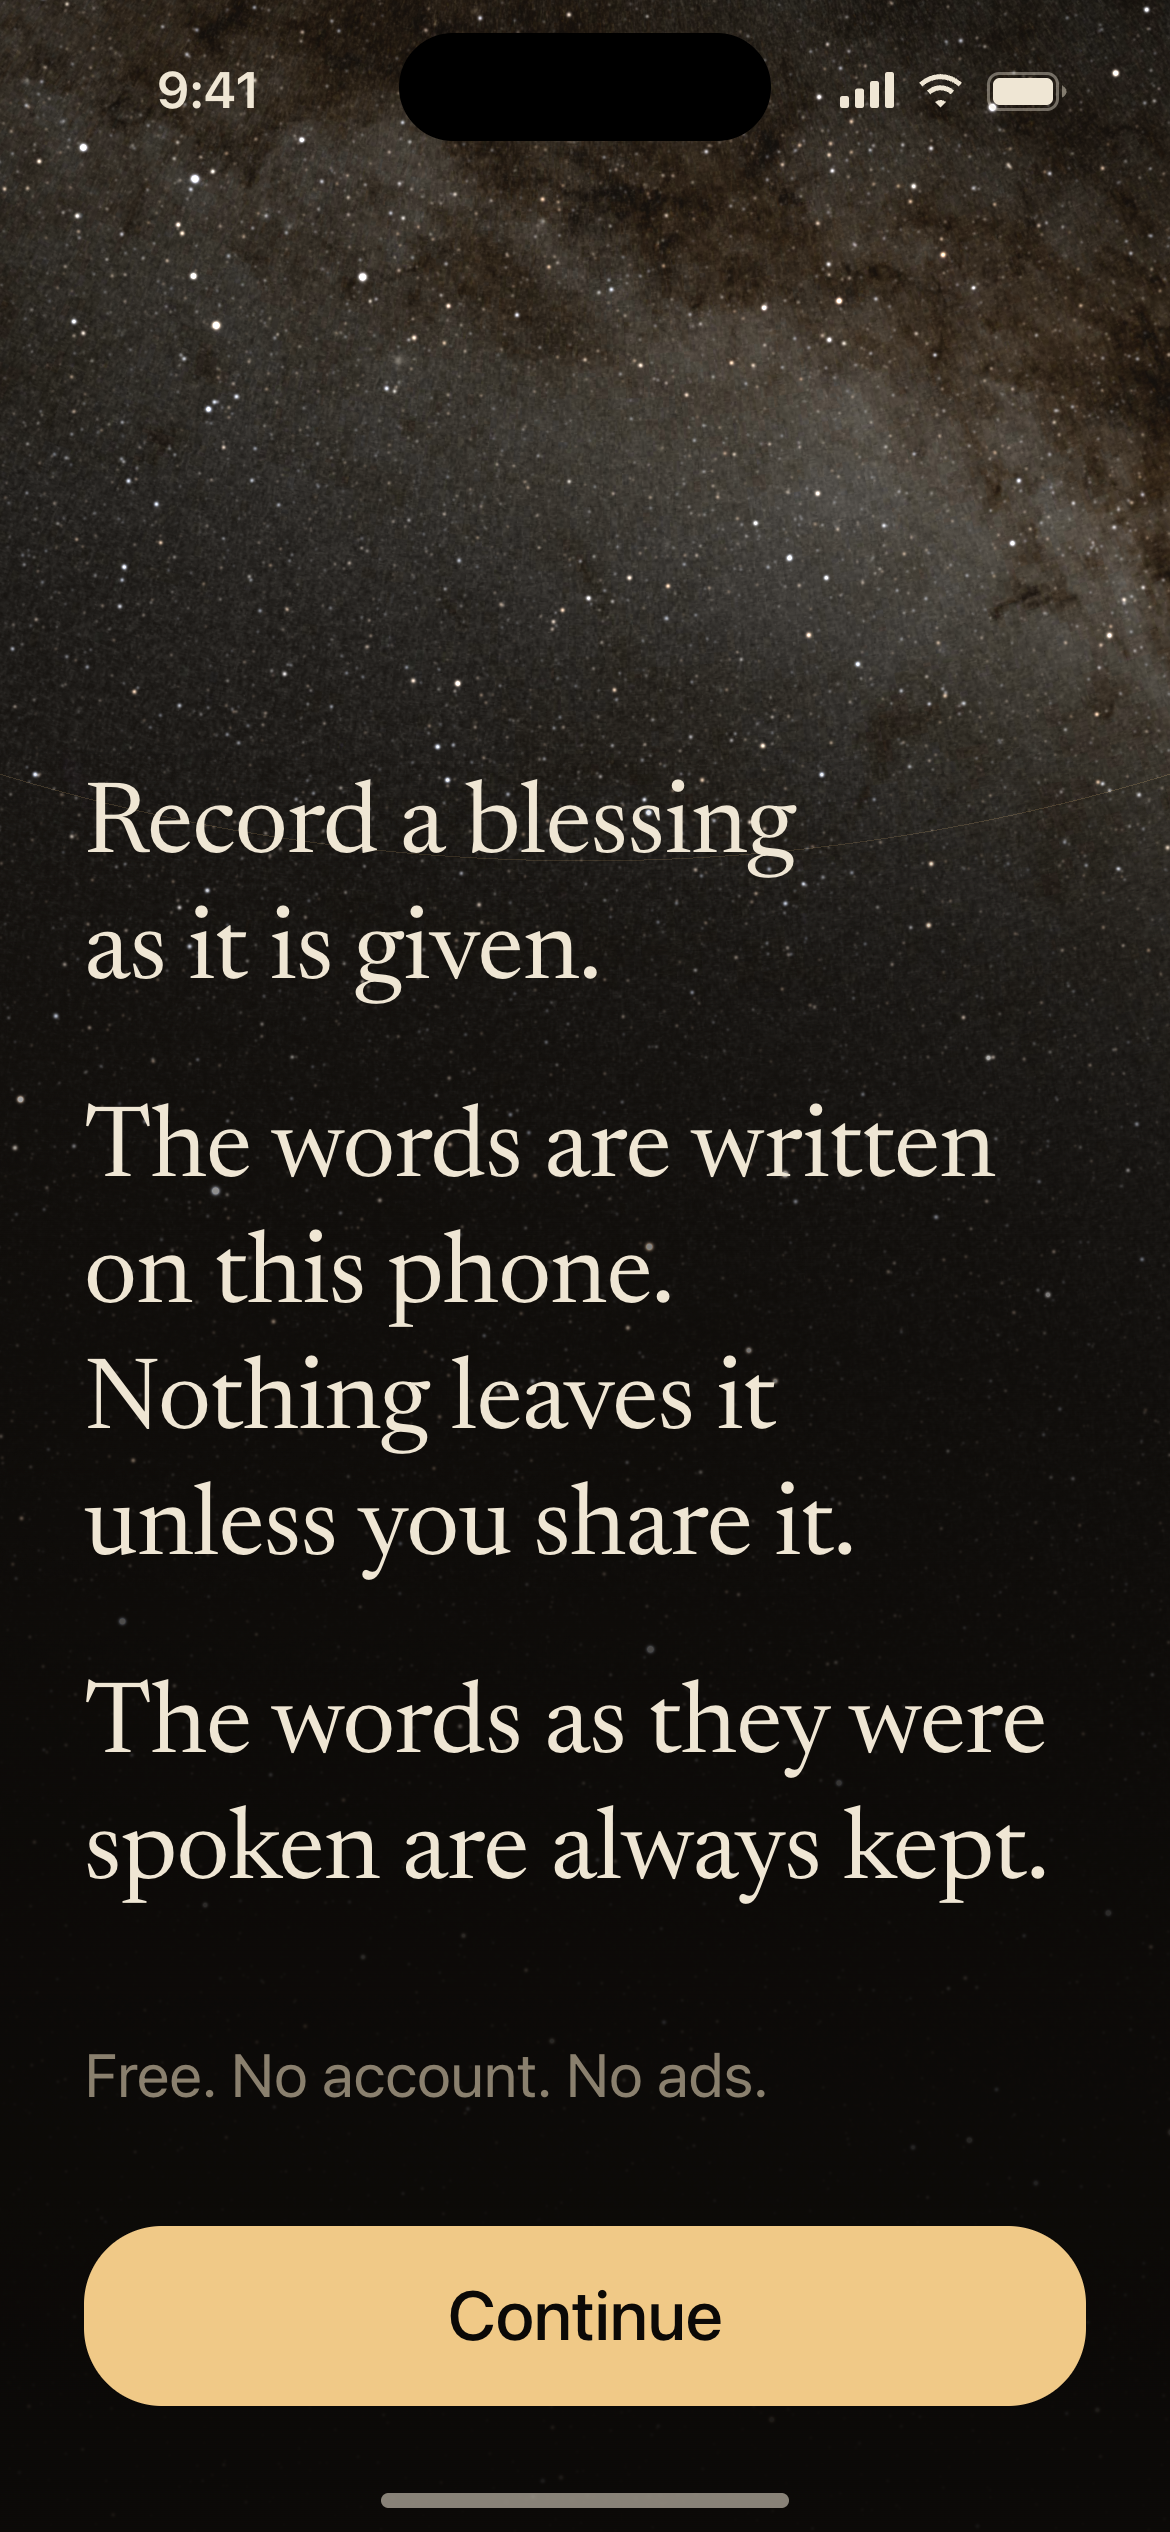 9:41
Record a blessing
as it is given.
The words are written
on this phone.
Nothing leaves it
unless you share it.
The words as they were
spoken are always kept.
Free. No account. No ads.
Continue